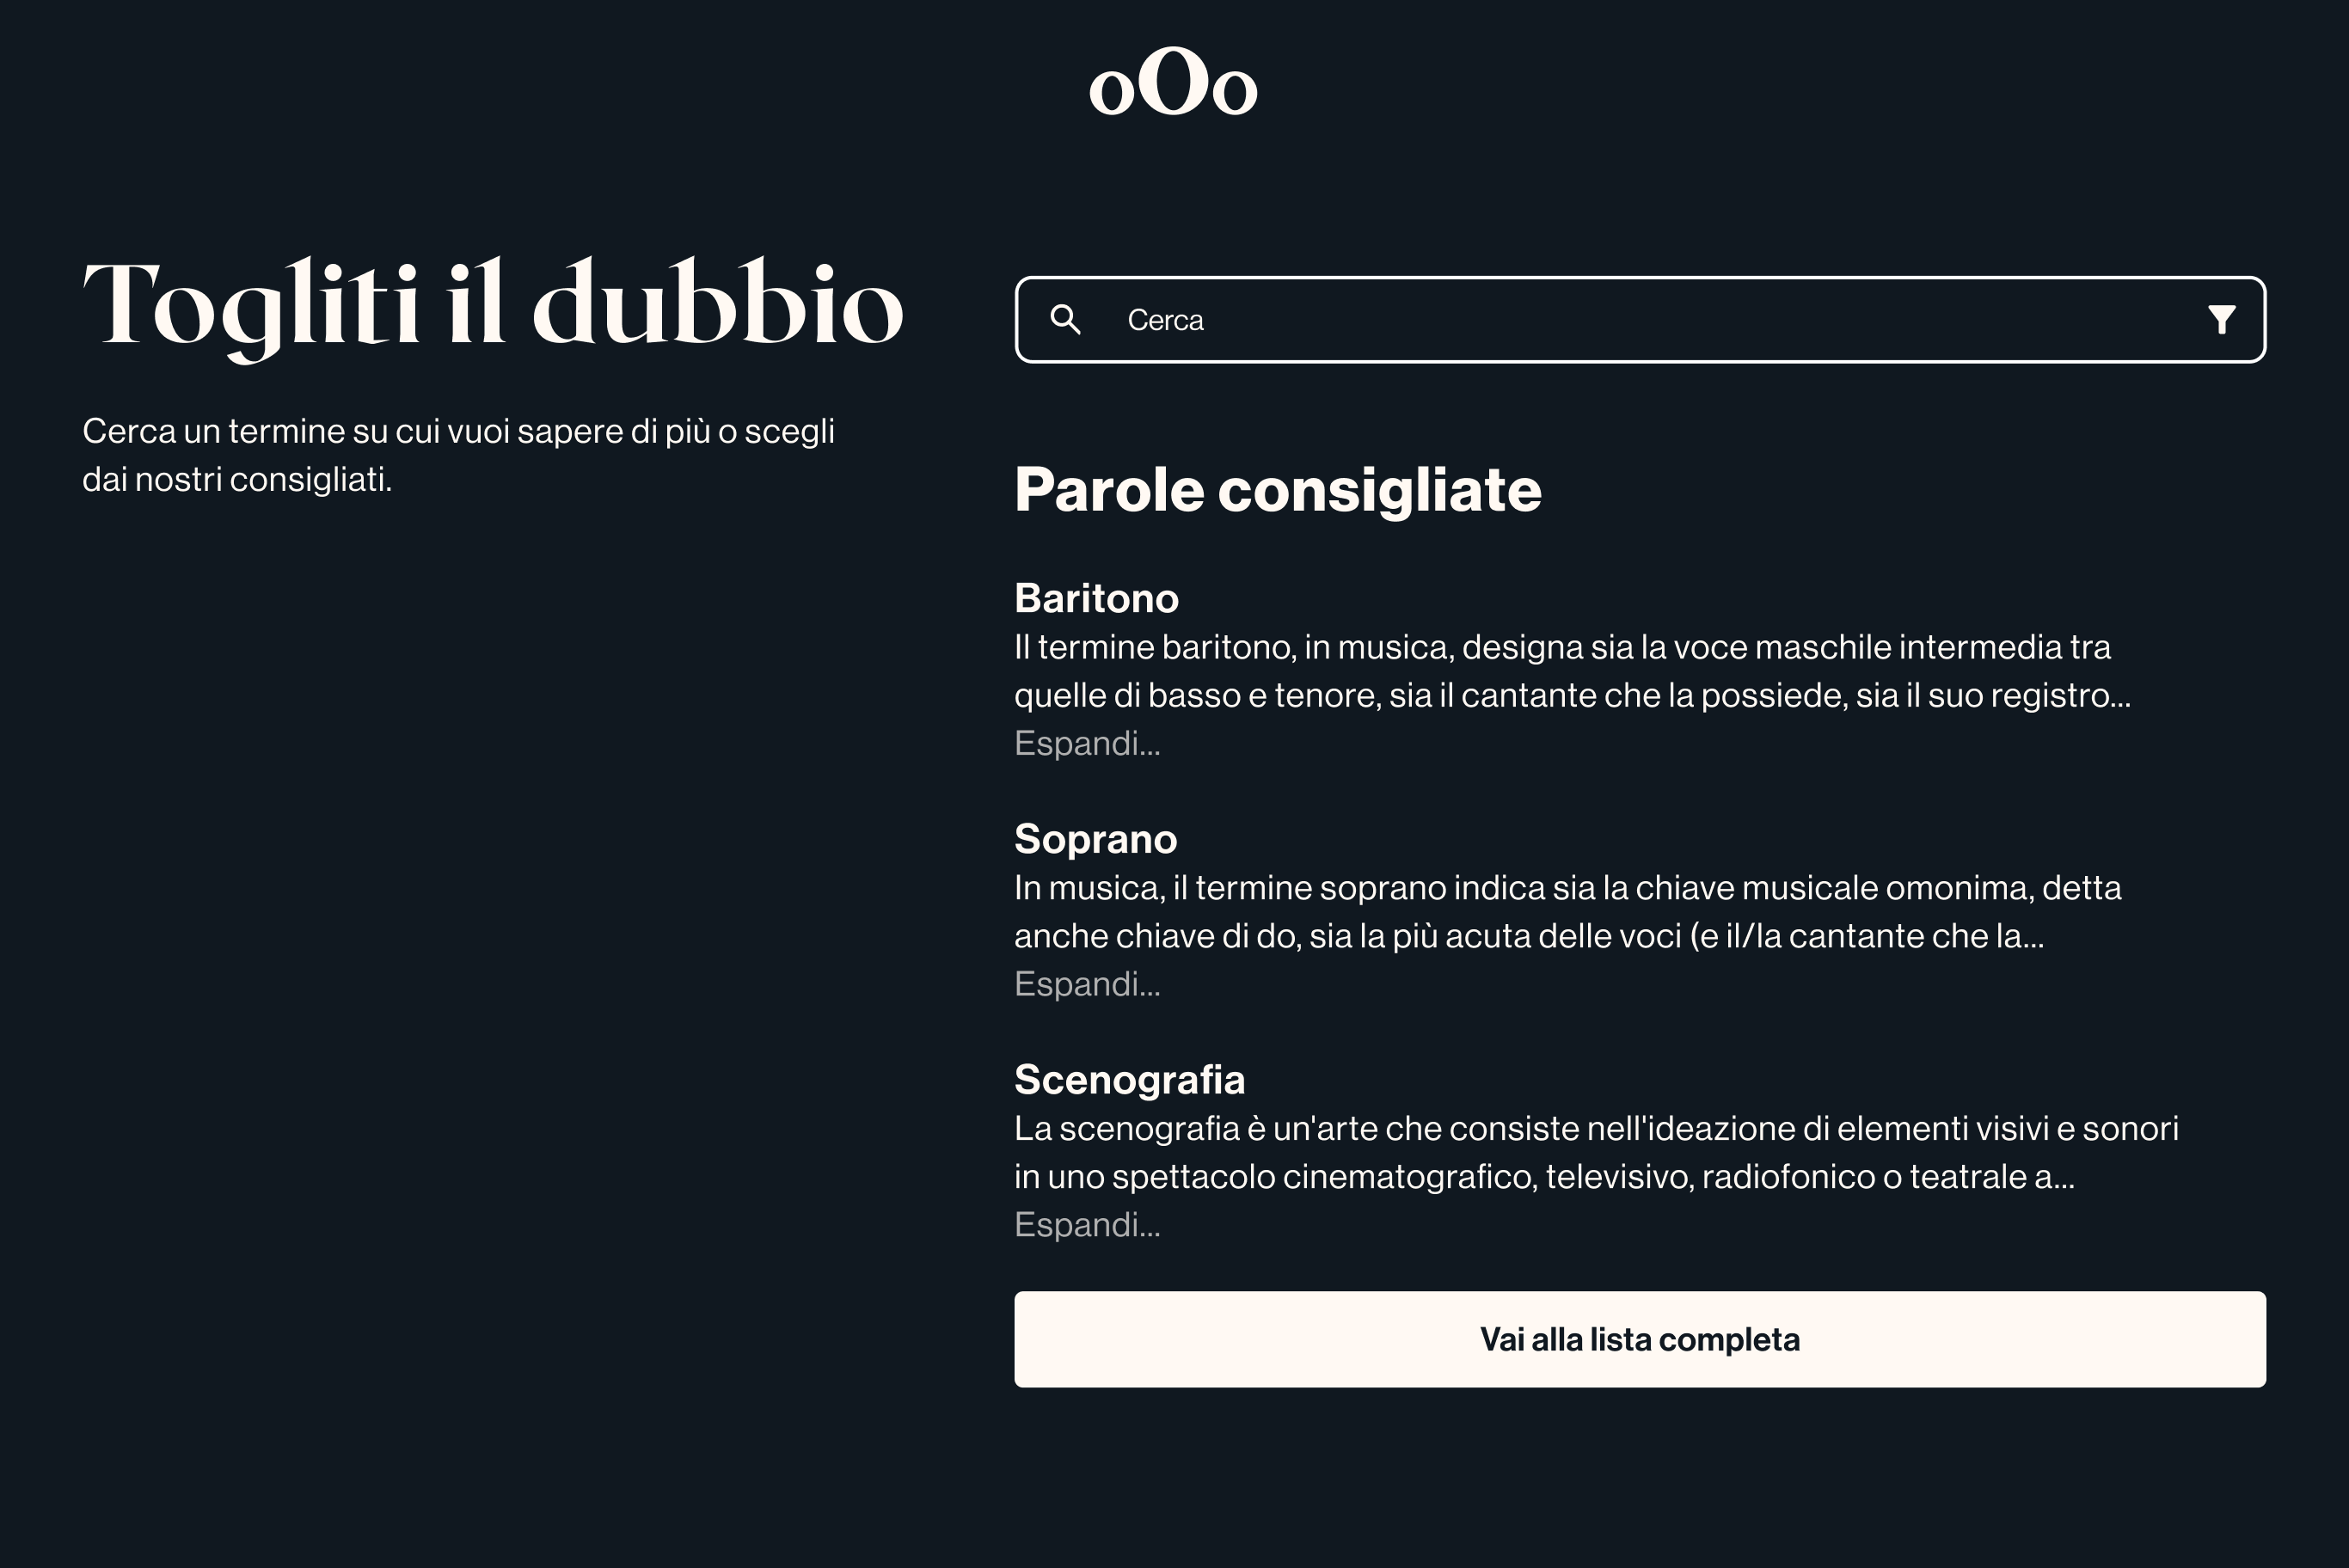 oOo
Togliti il dubbio
Cerca un termine su cui vuoi sapere di più o scegli
dai nostri consigliati.
Cerca
Parole consigliate
Baritono
Il termine baritono, in musica, designa sia la voce maschile intermedia tra
quelle di basso e tenore, sia il cantante che la possiede, sia il suo registro...
Espandi...
Soprano
In musica, il termine soprano indica sia la chiave musicale omonima, detta
anche chiave di do, sia la più acuta delle voci (e il/la cantante che la...
Espandi...
Scenografia
La scenografia è un'arte che consiste nell'ideazione di elementi visivi e sonori
in uno spettacolo cinematografico, televisivo, radiofonico o teatrale a...
Espandi...
Vai alla lista completa